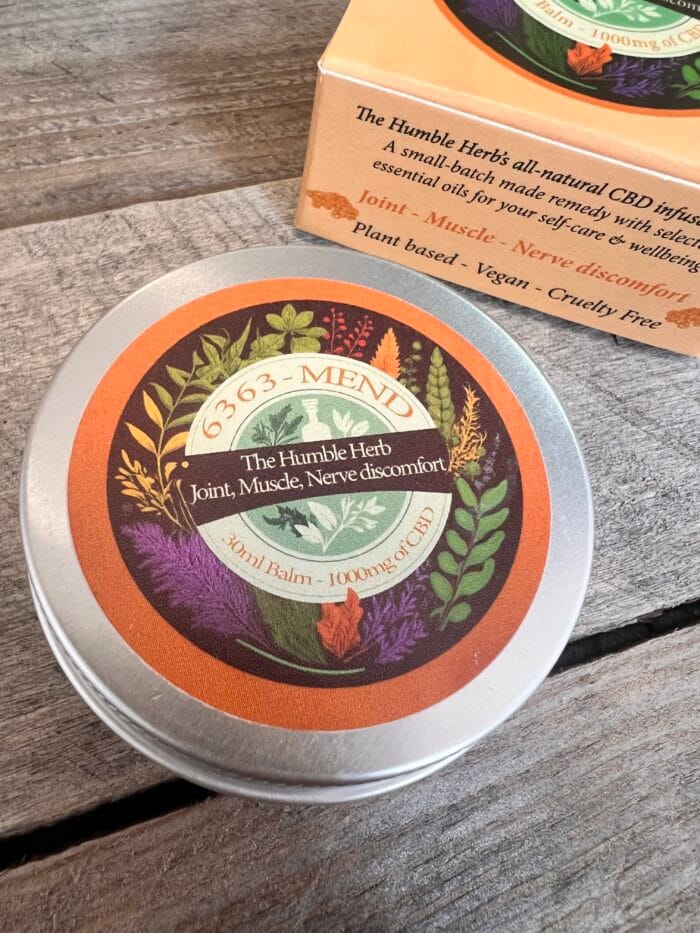 Balm - 1000mg of CBD
The Humble Herb's all-natural CBD
A small-batch made remedy with
essential oils for your self-care & wellbeing
Joint - Muscle - Nerve discomfort
Plant based - Vegan - Cruelty Free
6363 - MEND
The Humble Herb
Joint, Muscle, Nerve discomfort
30ml Balm - 1000mg of CBD